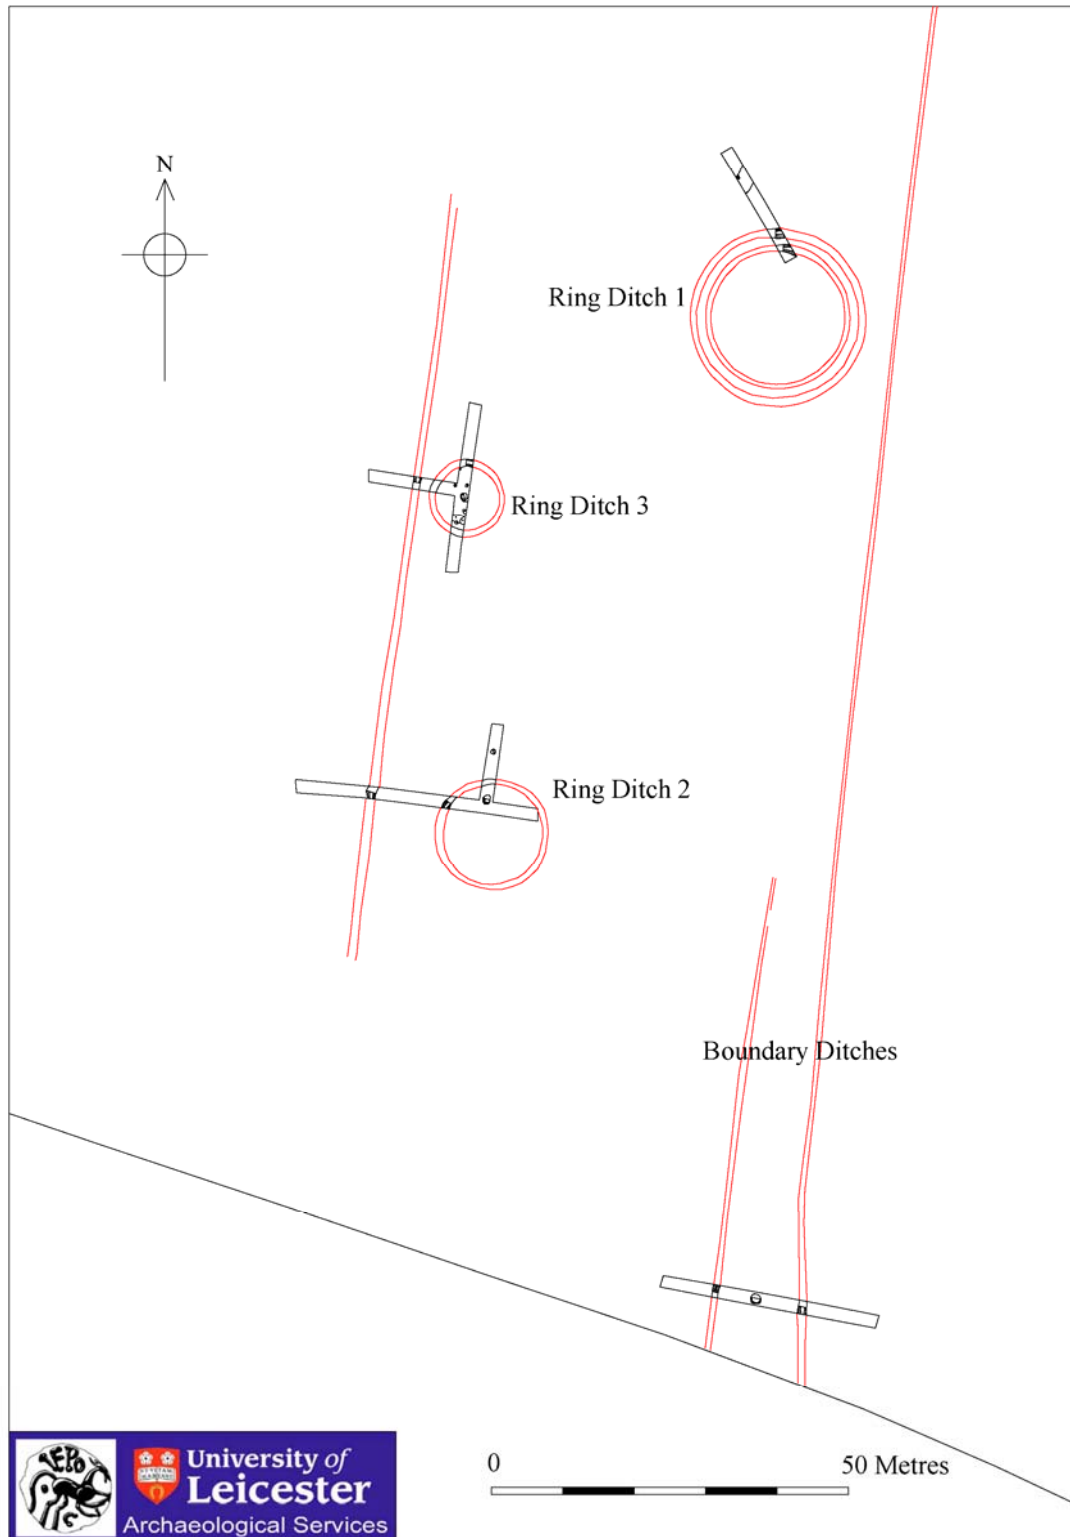 N
Ring Ditch 1
Ring Ditch 3
Ring Ditch 2
Boundary Ditches
0 50 Metres
University of
Leicester
Archaeological Services